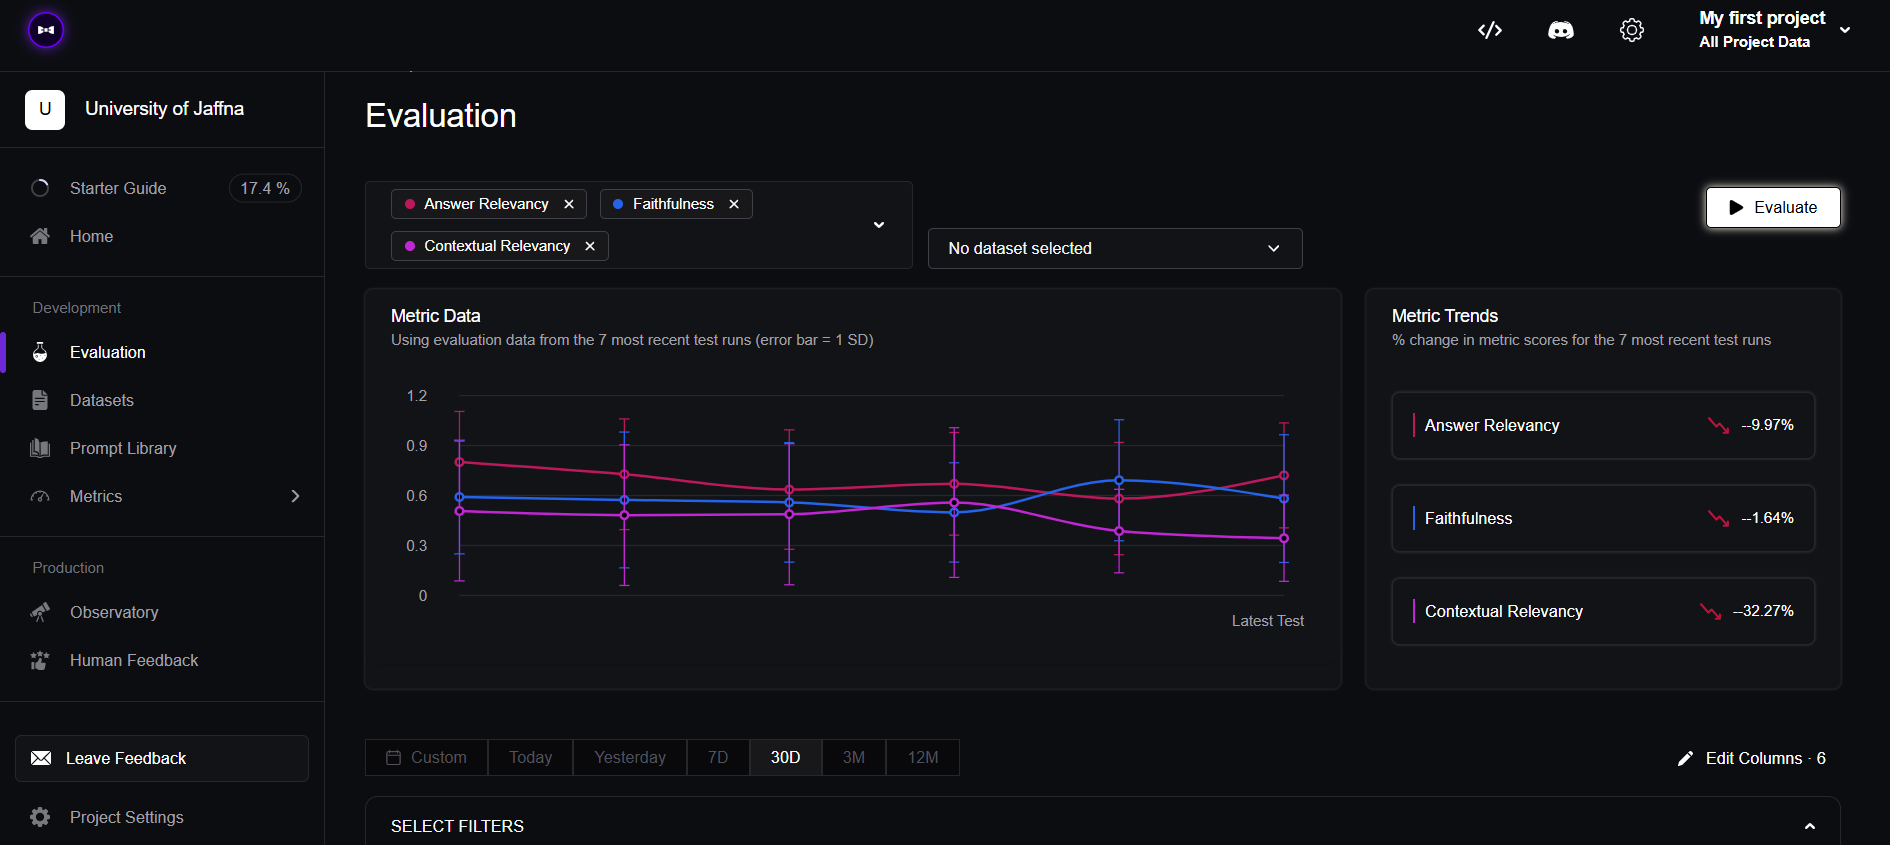 My first project
All Project Data
U
University of Jaffna
Starter Guide
17.4 %
Home
Development
Evaluation
Datasets
Prompt Library
Metrics
Production
Observatory
Human Feedback
Leave Feedback
Project Settings
Evaluation
Answer Relevancy
Faithfulness
Contextual Relevancy
No dataset selected
Evaluate
Metric Data
Using evaluation data from the 7 most recent test runs (error bar = 1 SD)
1.2
0.9
0.6
0.3
0
Latest Test
Metric Trends
% change in metric scores for the 7 most recent test runs
Answer Relevancy
--9.97%
Faithfulness
--1.64%
Contextual Relevancy
--32.27%
Custom
Today
Yesterday
7D
30D
3M
12M
Edit Columns · 6
SELECT FILTERS